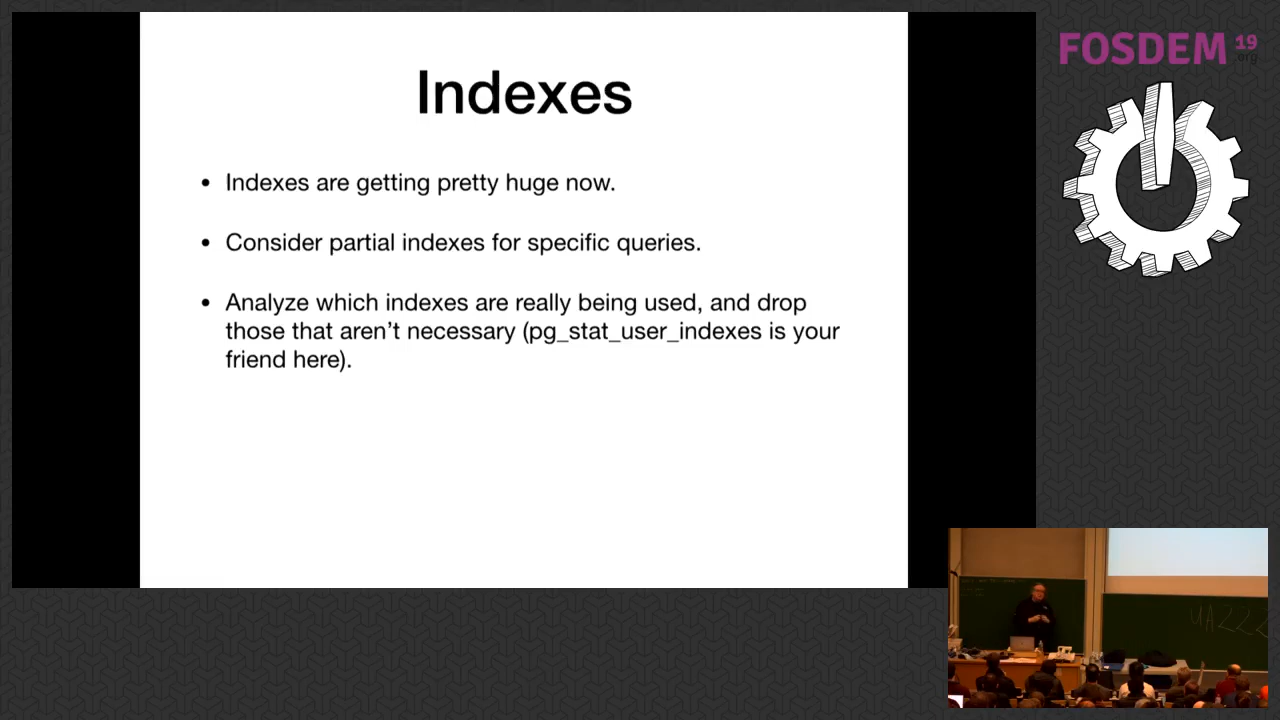 Indexes
• Indexes are getting pretty huge now.
• Consider partial indexes for specific queries.
• Analyze which indexes are really being used, and drop
those that aren’t necessary (pg_stat_user_indexes is your
friend here).
FOSDEM 19
.org
UAZZZ